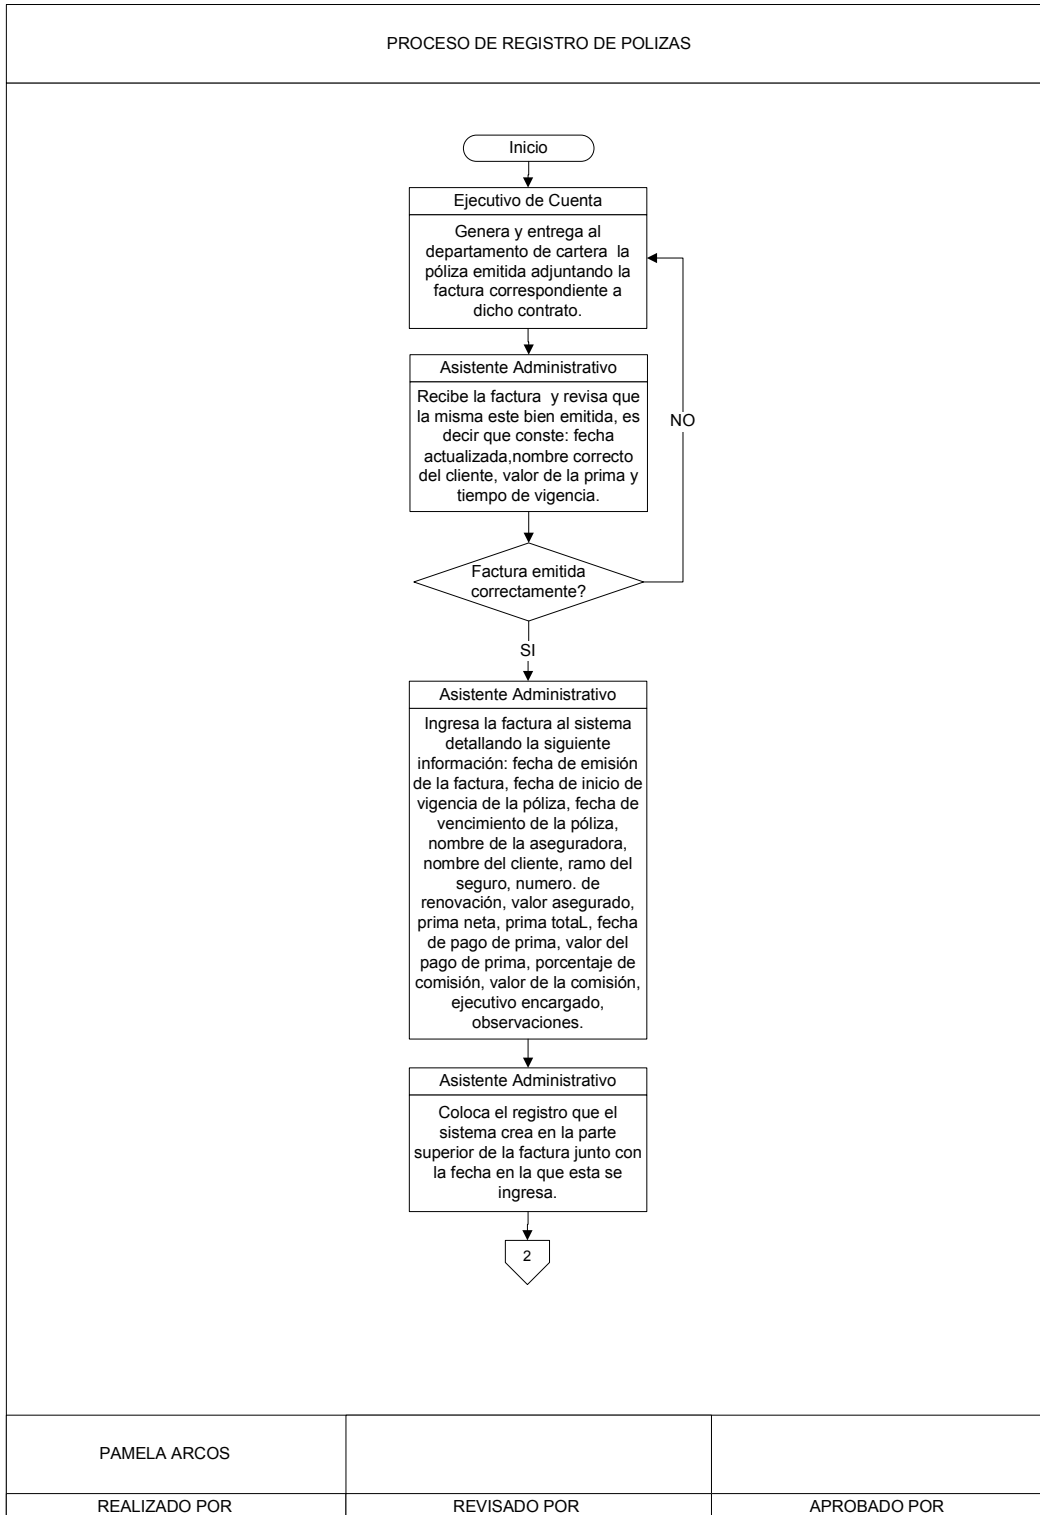 PROCESO DE REGISTRO DE POLIZAS
Inicio
Ejecutivo de Cuenta
Genera y entrega al
departamento de cartera la
póliza emitida adjuntando la
factura correspondiente a
dicho contrato.
Asistente Administrativo
Recibe la factura y revisa que
la misma este bien emitida, es
decir que conste: fecha
actualizada,nombre correcto
del cliente, valor de la prima y
tiempo de vigencia.
NO
Factura emitida
correctamente?
SI
Asistente Administrativo
Ingresa la factura al sistema
detallando la siguiente
información: fecha de emisión
de la factura, fecha de inicio de
vigencia de la póliza, fecha de
vencimiento de la póliza,
nombre de la aseguradora,
nombre del cliente, ramo del
seguro, numero. de
renovación, valor asegurado,
prima neta, prima totaL, fecha
de pago de prima, valor del
pago de prima, porcentaje de
comisión, valor de la comisión,
ejecutivo encargado,
observaciones.
Asistente Administrativo
Coloca el registro que el
sistema crea en la parte
superior de la factura junto con
la fecha en la que esta se
ingresa.
2
PAMELA ARCOS
REALIZADO POR
REVISADO POR
APROBADO POR